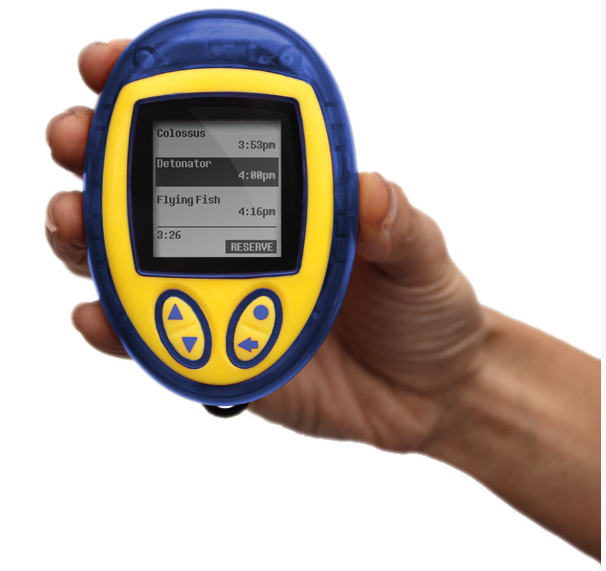 Colossus
3:53pm
Detonator
4:00pm
Flying Fish
4:16pm
3:26
RESERVE